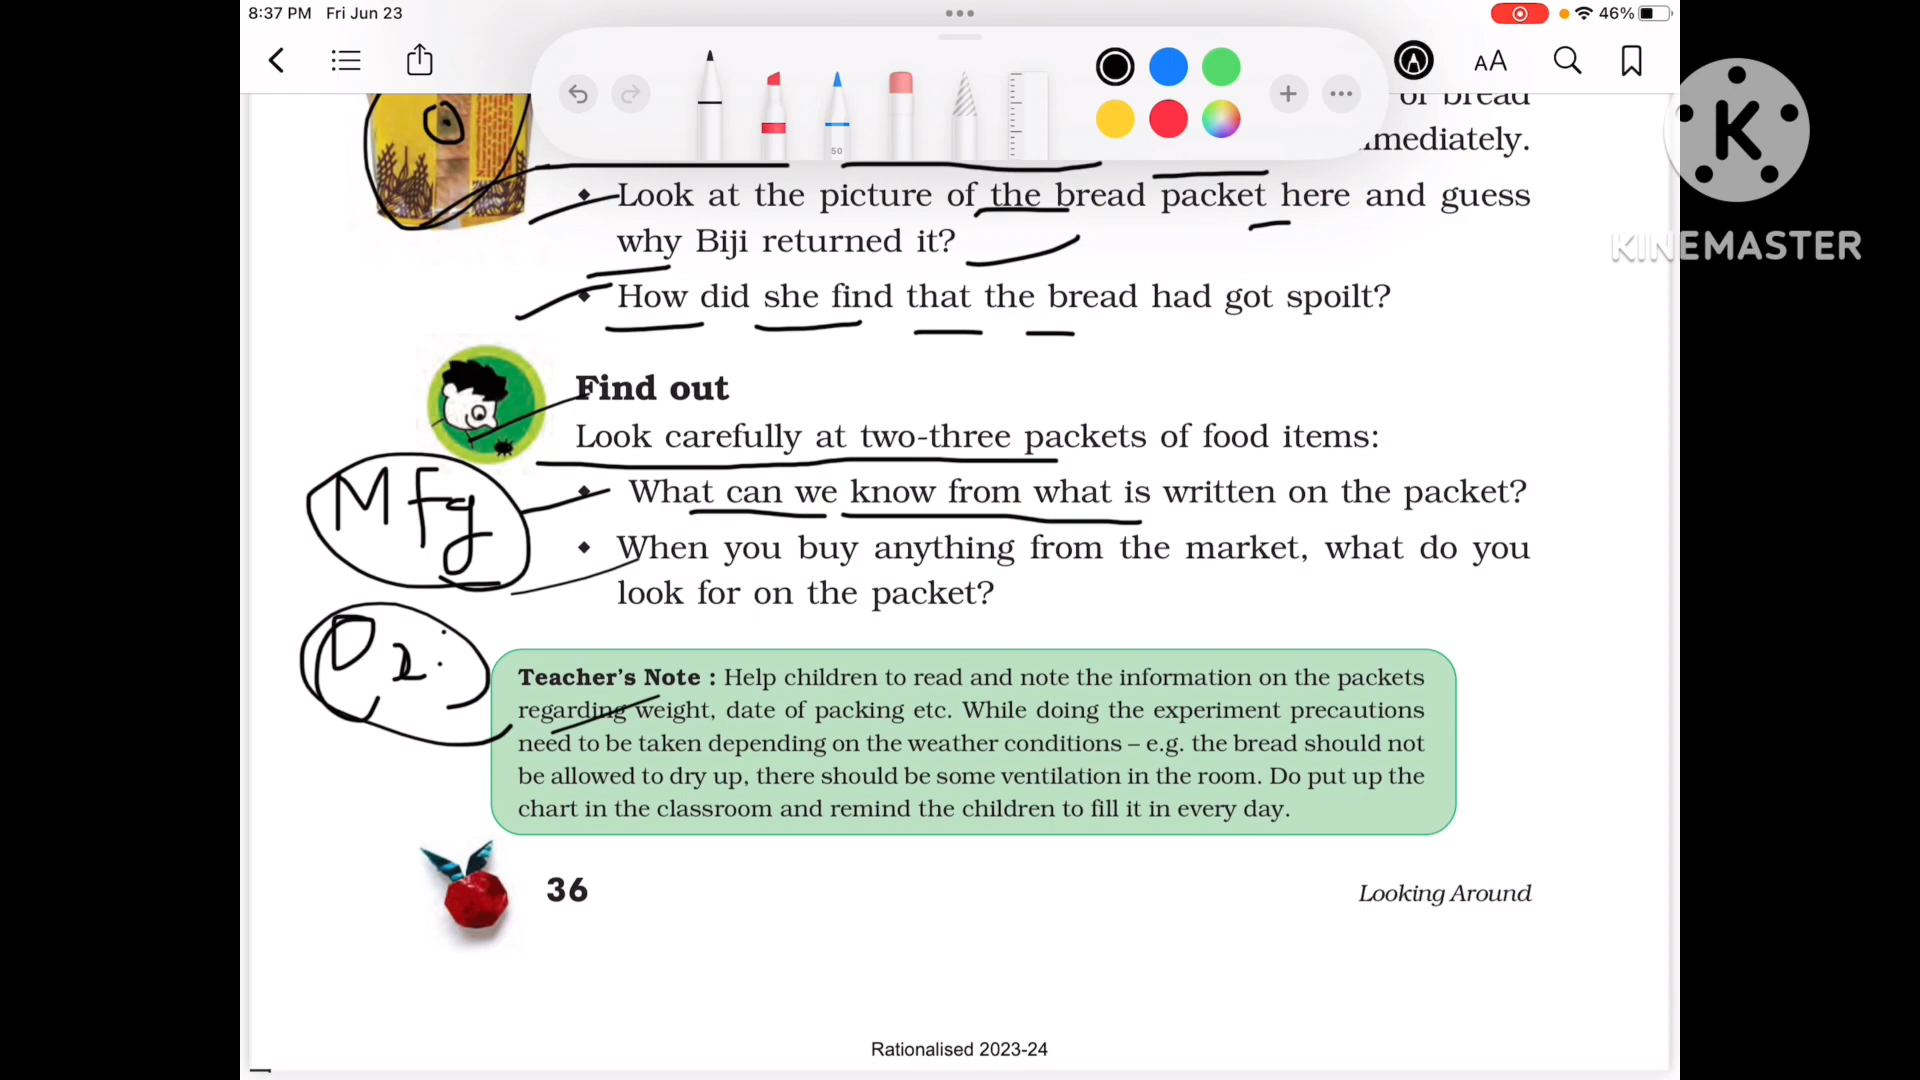 8:37 PM Fri Jun 23
46%
AA
50
of bread
mmediately.
K
KINEMASTER
◆ Look at the picture of the bread packet here and guess
why Biji returned it?
◆ How did she find that the bread had got spoilt?
Find out
Look carefully at two-three packets of food items:
◆ What can we know from what is written on the packet?
MFg
◆ When you buy anything from the market, what do you
look for on the packet?
Teacher's Note : Help children to read and note the information on the packets
regarding weight, date of packing etc. While doing the experiment precautions
need to be taken depending on the weather conditions – e.g. the bread should not
be allowed to dry up, there should be some ventilation in the room. Do put up the
chart in the classroom and remind the children to fill it in every day.
36
Looking Around
Rationalised 2023-24